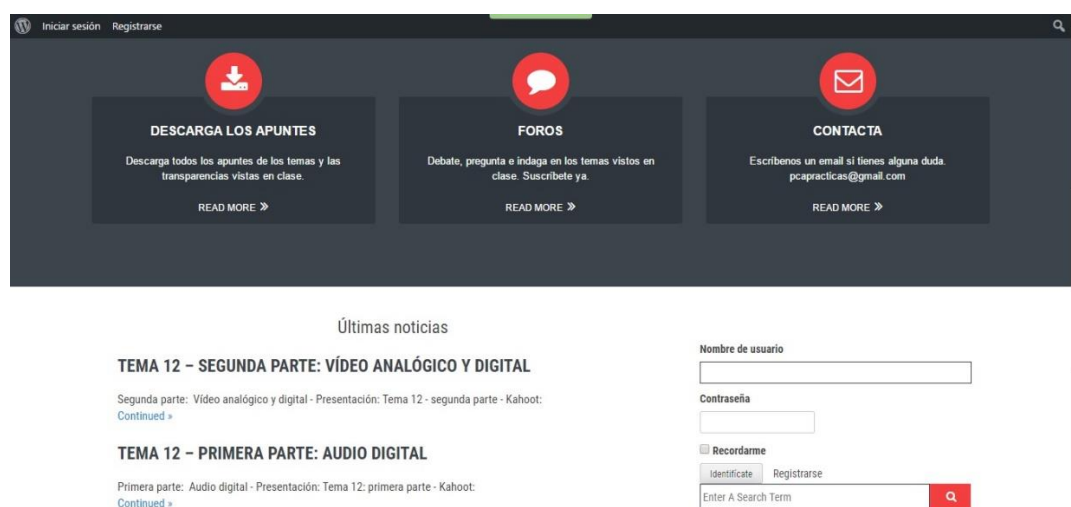 Iniciar sesión Registrarse
DESCARGA LOS APUNTES
Descarga todos los apuntes de los temas y las
transparencias vistas en clase.
READ MORE »
FOROS
Debate, pregunta e indaga en los temas vistos en
clase. Suscríbete ya.
READ MORE »
CONTACTA
Escríbenos un email si tienes alguna duda.
pcapracticas@gmail.com
READ MORE »
Últimas noticias
TEMA 12 – SEGUNDA PARTE: VÍDEO ANALÓGICO Y DIGITAL
Segunda parte: Vídeo analógico y digital - Presentación: Tema 12 - segunda parte - Kahoot:
Continued »
TEMA 12 – PRIMERA PARTE: AUDIO DIGITAL
Primera parte: Audio digital - Presentación: Tema 12: primera parte - Kahoot:
Continued »
Nombre de usuario
Contraseña
Recordarme
Identifícate Registrarse
Enter A Search Term